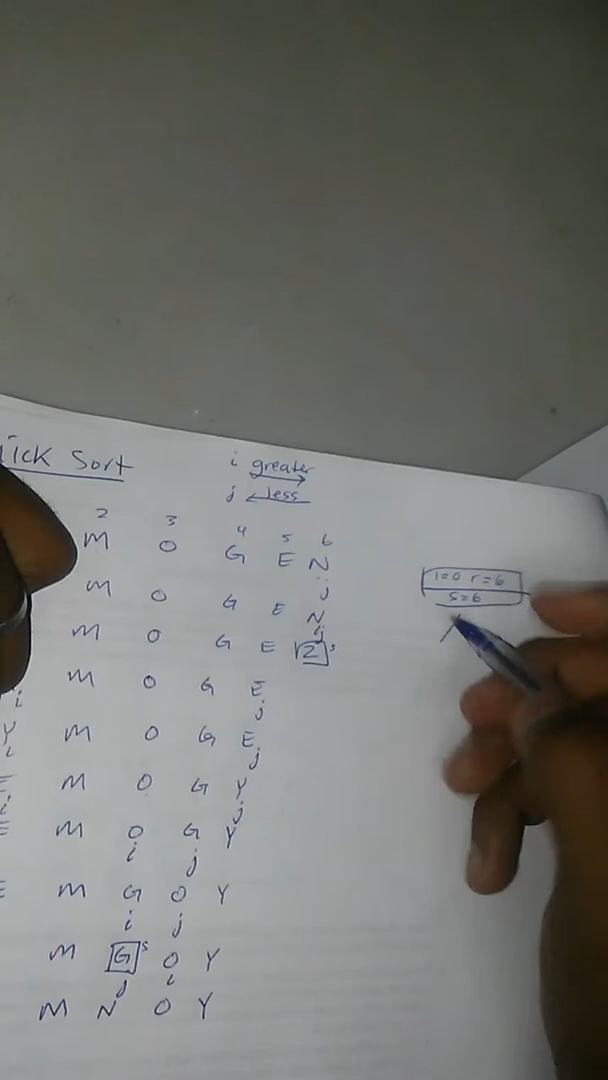 ick Sort i greater
j less
2 3 4 5 6
M O G E N
j
M O G E N
j
M O G E Z s
M O G E
i j
Y M O G E
i j
E M O G Y
i j
E M O G Y
i j
E M G O Y
i j
M G s O Y
j i
M N O Y
l=0 r=6
s=6